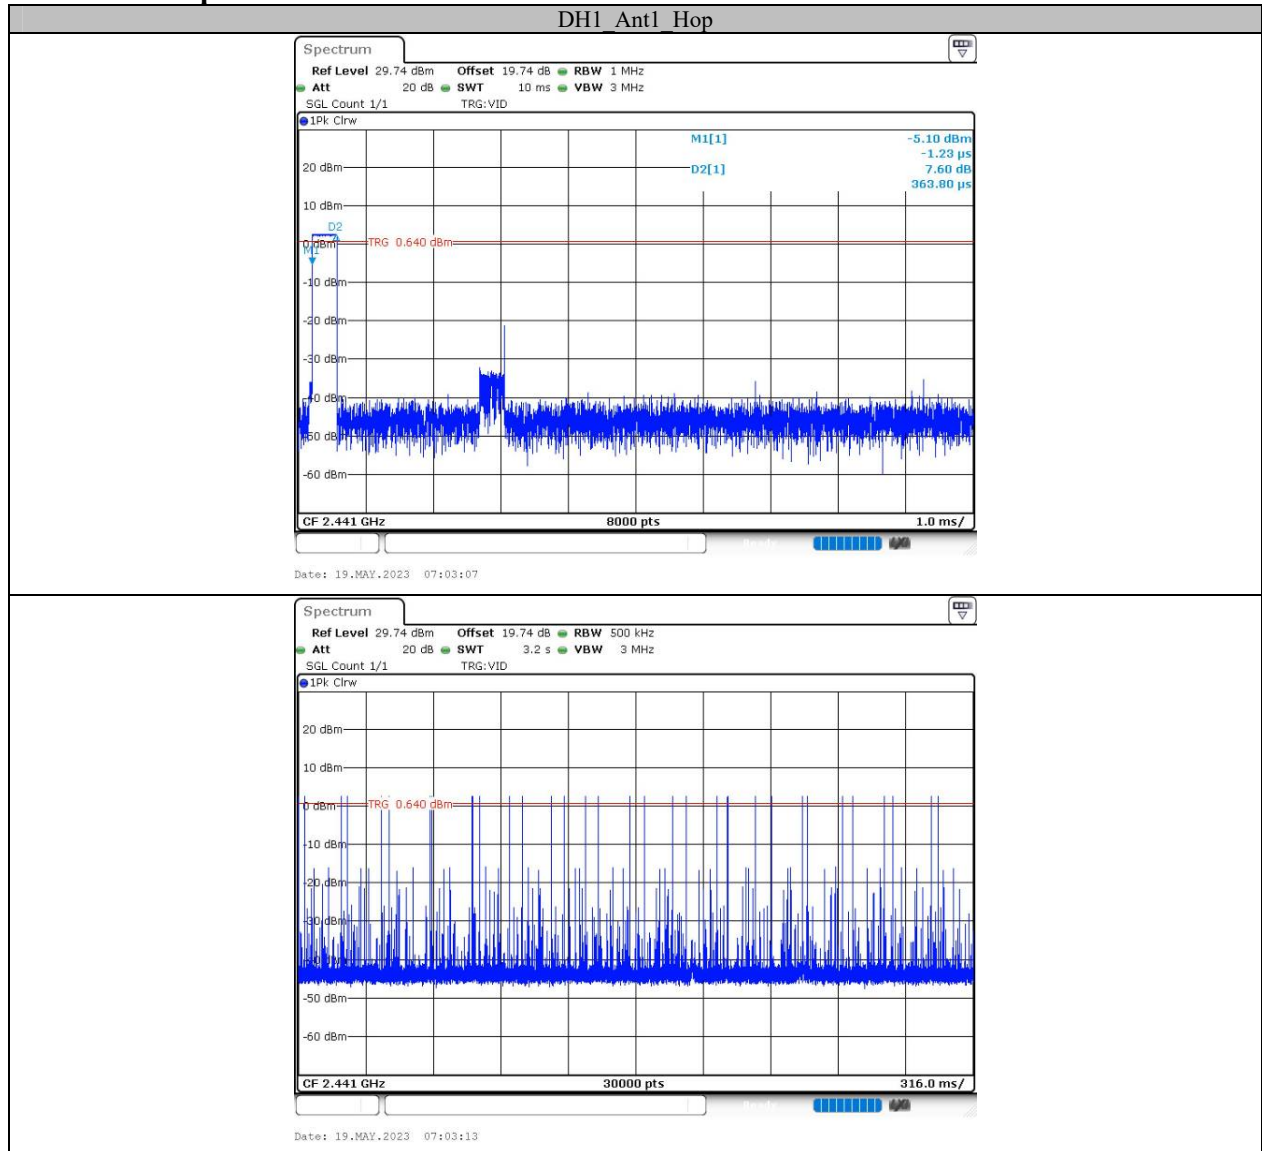 DH1_Ant1_Hop
Spectrum
Ref Level 29.74 dBm Offset 19.74 dB RBW 1 MHz
Att 20 dB SWT 10 ms VBW 3 MHz
SGL Count 1/1 TRG:VID
1Pk Clrw
M1[1] -5.10 dBm
-1.23 µs
20 dBm D2[1] 7.60 dB
363.80 µs
10 dBm
D2
0 dBm TRG 0.640 dBm
M1
-10 dBm
-20 dBm
-30 dBm
-40 dBm
-50 dBm
-60 dBm
CF 2.441 GHz 8000 pts 1.0 ms/
Date: 19.MAY.2023 07:03:07
Spectrum
Ref Level 29.74 dBm Offset 19.74 dB RBW 500 kHz
Att 20 dB SWT 3.2 s VBW 3 MHz
SGL Count 1/1 TRG:VID
1Pk Clrw
20 dBm
10 dBm
0 dBm TRG 0.640 dBm
-10 dBm
-20 dBm
-30 dBm
-50 dBm
-60 dBm
CF 2.441 GHz 30000 pts 316.0 ms/
Date: 19.MAY.2023 07:03:13